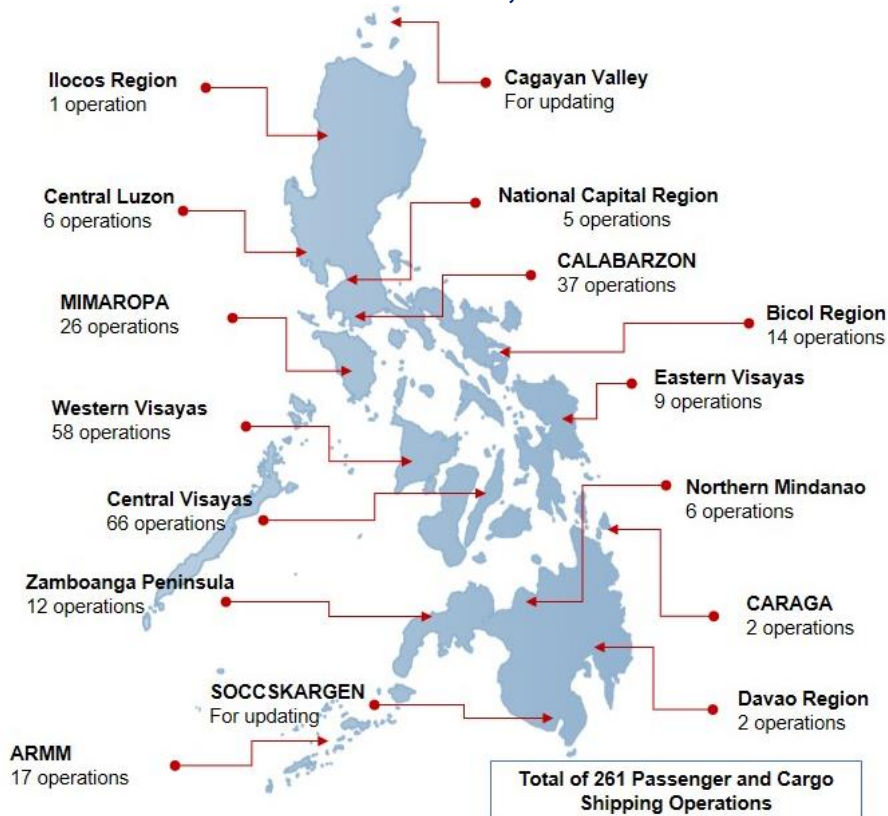 Ilocos Region
1 operation
Cagayan Valley
For updating
Central Luzon
6 operations
National Capital Region
5 operations
CALABARZON
37 operations
MIMAROPA
26 operations
Bicol Region
14 operations
Eastern Visayas
9 operations
Western Visayas
58 operations
Northern Mindanao
6 operations
Central Visayas
66 operations
Zamboanga Peninsula
12 operations
CARAGA
2 operations
SOCCSKARGEN
For updating
Davao Region
2 operations
ARMM
17 operations
Total of 261 Passenger and Cargo
Shipping Operations